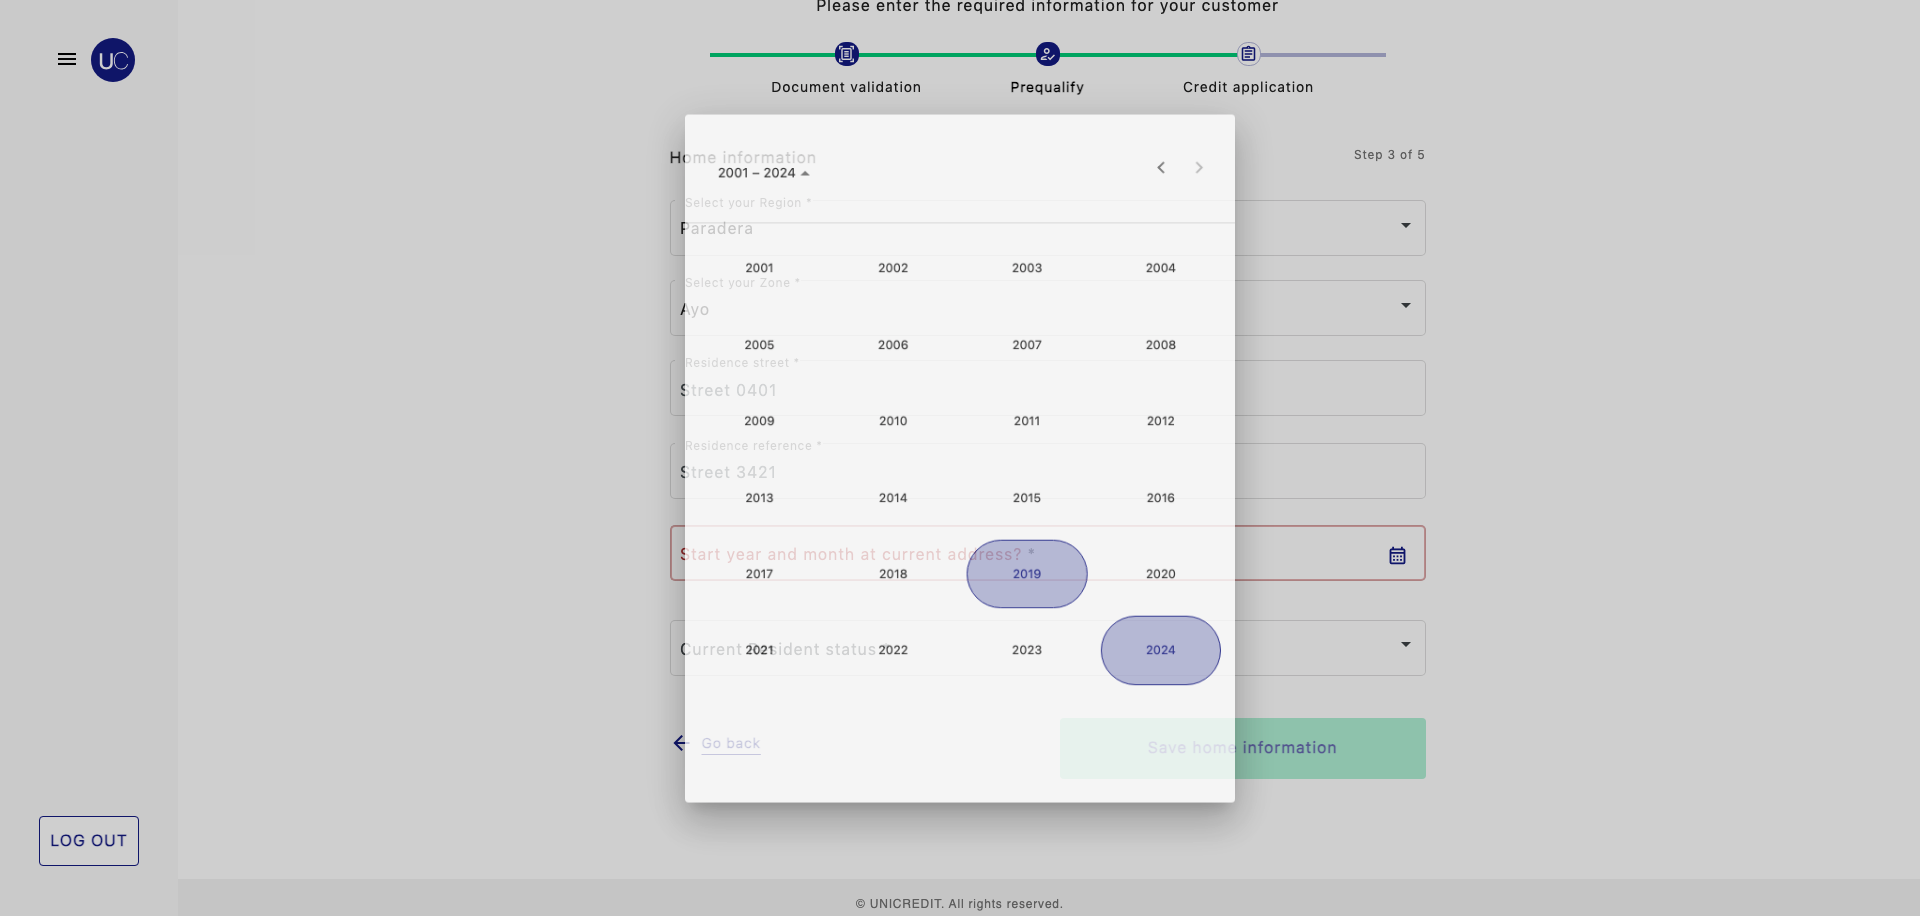 Please enter the required information for your customer
UC
Document validation
Prequalify
Credit application
Home information
Step 3 of 5
2001 – 2024
Select your Region *
Paradera
2001 2002 2003 2004
Select your Zone *
Ayo
2005 2006 2007 2008
Residence street *
Street 0401
2009 2010 2011 2012
Residence reference *
Street 3421
2013 2014 2015 2016
Start year and month at current address? *
2017 2018 2019 2020
Current Resident status *
2021 2022 2023 2024
Go back
Save home information
LOG OUT
© UNICREDIT. All rights reserved.